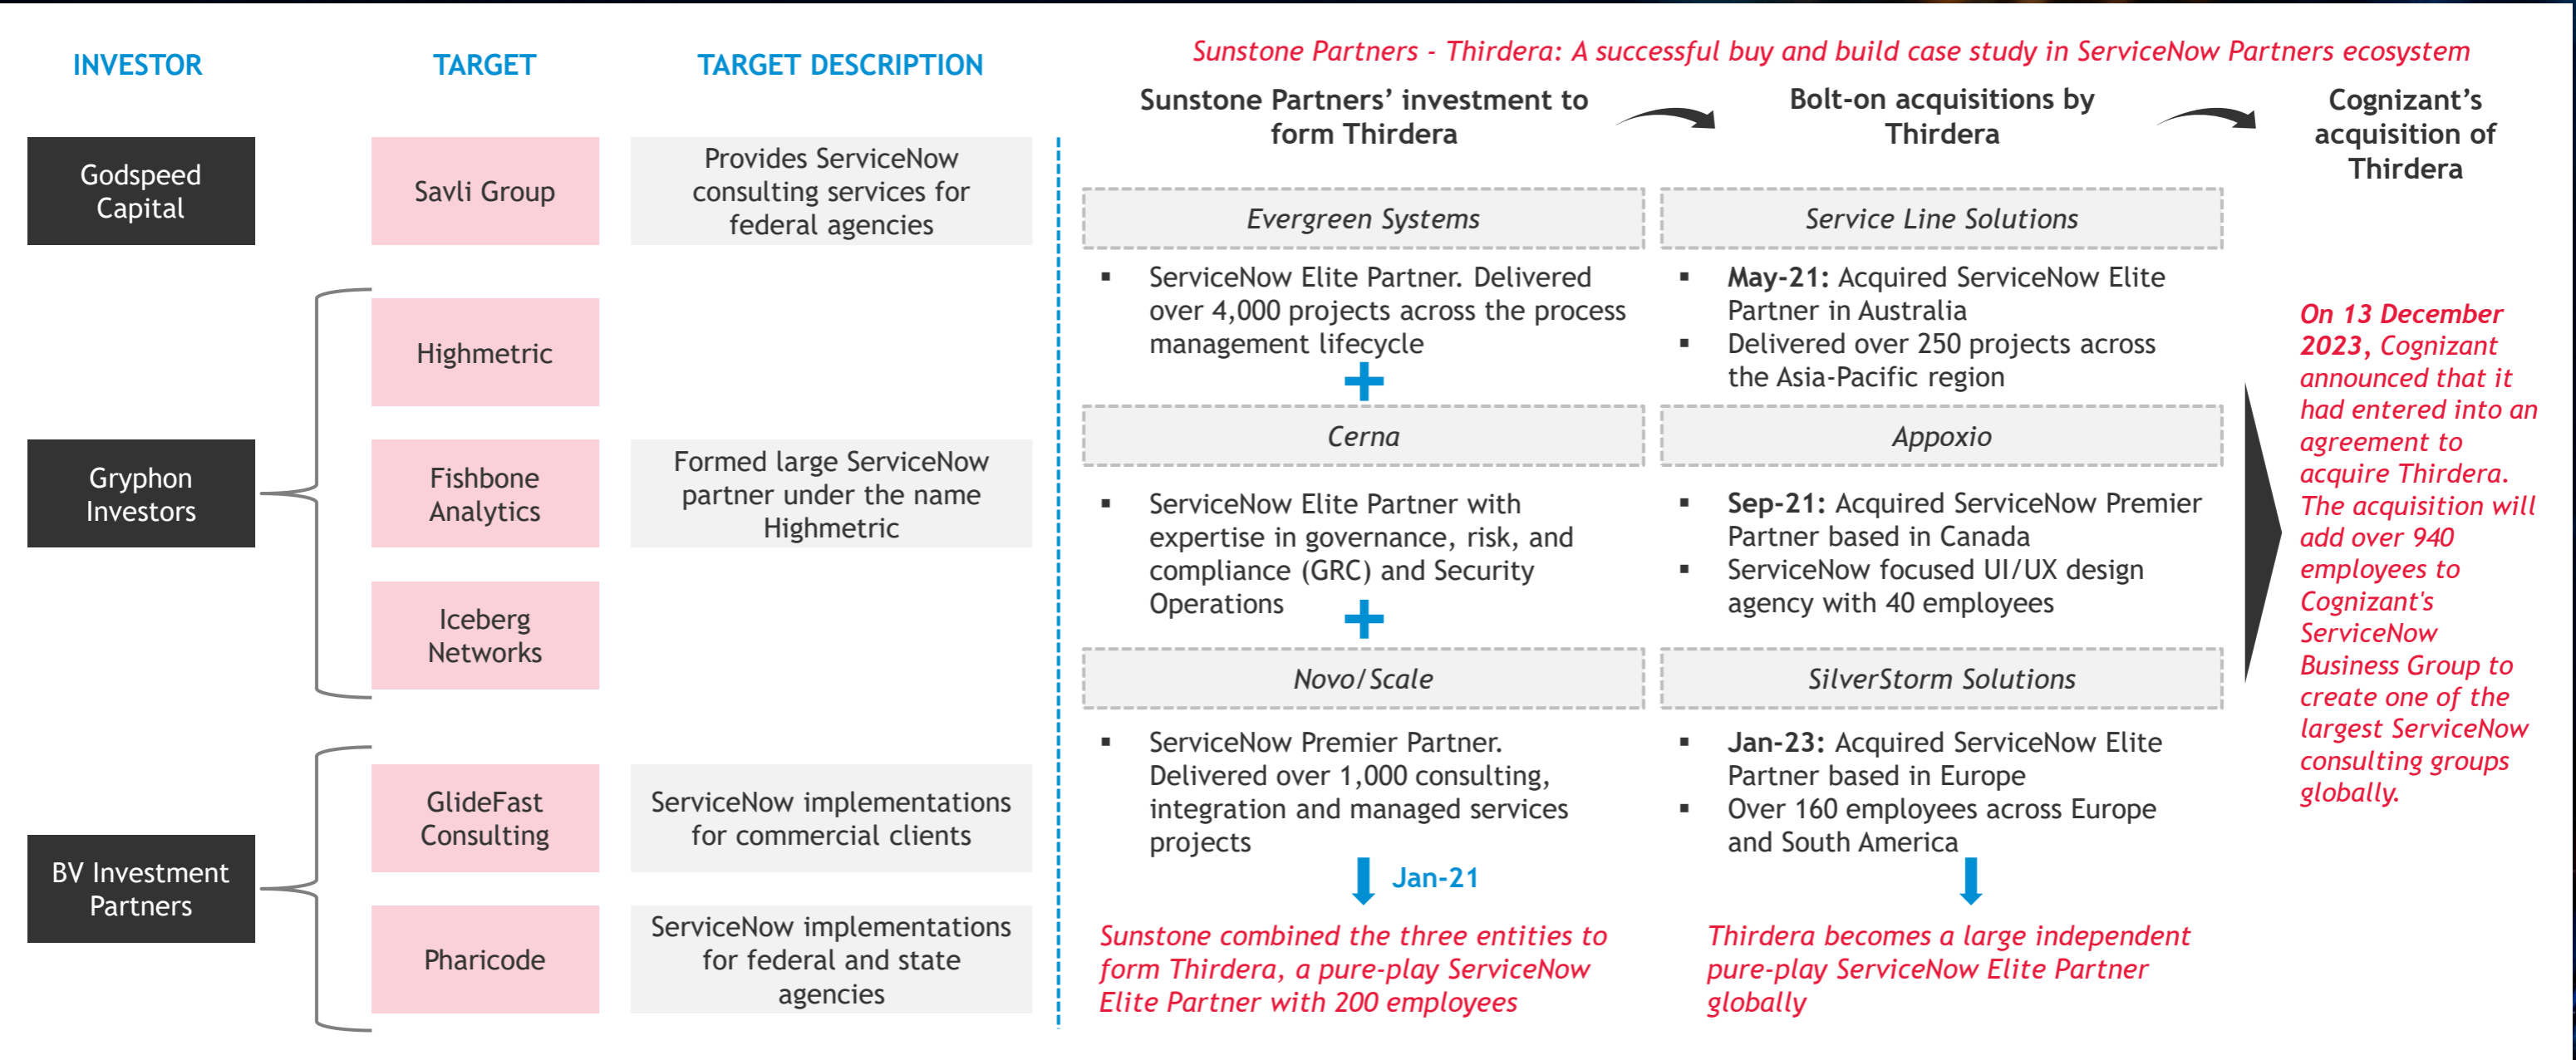 INVESTOR
TARGET
TARGET DESCRIPTION
Godspeed
Capital
Savli Group
Provides ServiceNow
consulting services for
federal agencies
Gryphon
Investors
Highmetric
Fishbone
Analytics
Iceberg
Networks
Formed large ServiceNow
partner under the name
Highmetric
BV Investment
Partners
GlideFast
Consulting
ServiceNow implementations
for commercial clients
Pharicode
ServiceNow implementations
for federal and state
agencies
Sunstone Partners - Thirdera: A successful buy and build case study in ServiceNow Partners ecosystem
Sunstone Partners’ investment to
form Thirdera
Evergreen Systems
▪ ServiceNow Elite Partner. Delivered
over 4,000 projects across the process
management lifecycle
+
Cerna
▪ ServiceNow Elite Partner with
expertise in governance, risk, and
compliance (GRC) and Security
Operations
+
Novo/Scale
▪ ServiceNow Premier Partner.
Delivered over 1,000 consulting,
integration and managed services
projects
Jan-21
Sunstone combined the three entities to
form Thirdera, a pure-play ServiceNow
Elite Partner with 200 employees
Bolt-on acquisitions by
Thirdera
Service Line Solutions
▪ May-21: Acquired ServiceNow Elite
Partner in Australia
▪ Delivered over 250 projects across
the Asia-Pacific region
Appoxio
▪ Sep-21: Acquired ServiceNow Premier
Partner based in Canada
▪ ServiceNow focused UI/UX design
agency with 40 employees
SilverStorm Solutions
▪ Jan-23: Acquired ServiceNow Elite
Partner based in Europe
▪ Over 160 employees across Europe
and South America
Thirdera becomes a large independent
pure-play ServiceNow Elite Partner
globally
Cognizant’s
acquisition of
Thirdera
On 13 December
2023, Cognizant
announced that it
had entered into an
agreement to
acquire Thirdera.
The acquisition will
add over 940
employees to
Cognizant's
ServiceNow
Business Group to
create one of the
largest ServiceNow
consulting groups
globally.